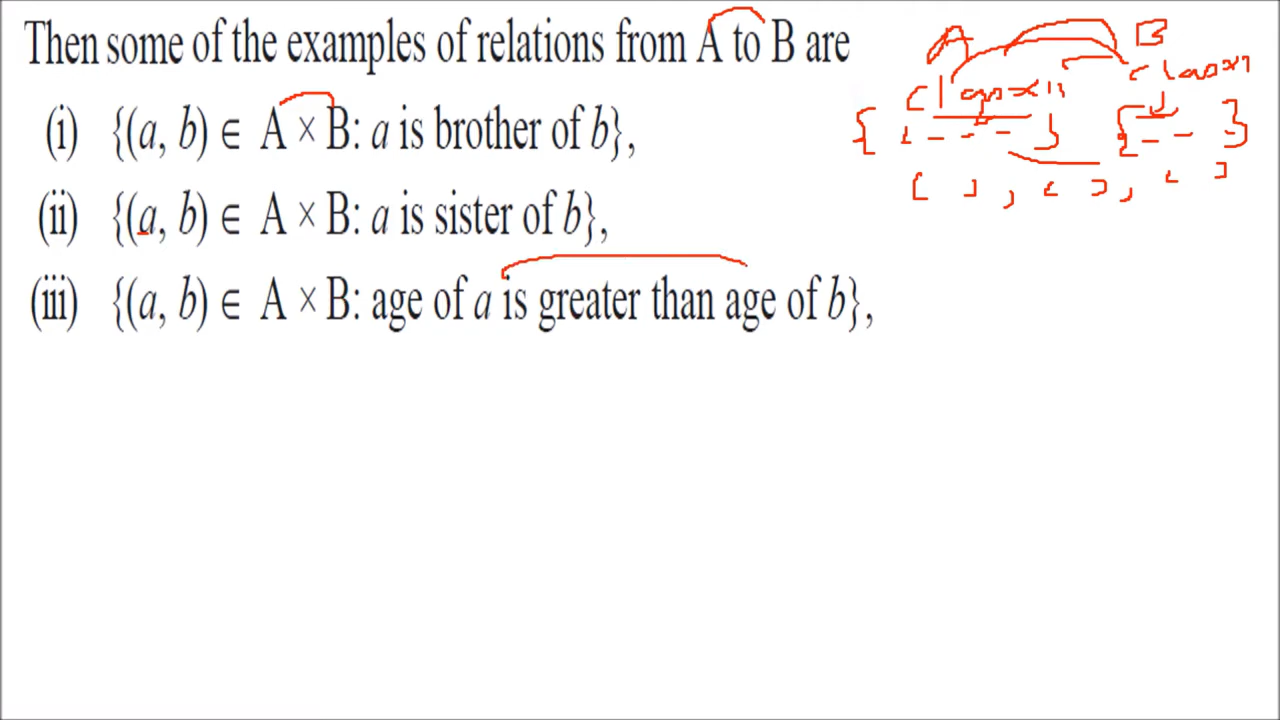 Then some of the examples of relations from A to B are
(i) {(a, b) ∈ A × B: a is brother of b},
(ii) {(a, b) ∈ A × B: a is sister of b},
(iii) {(a, b) ∈ A × B: age of a is greater than age of b},
A B
{ - - - } { - - - }
( ) , ( ) , ( )